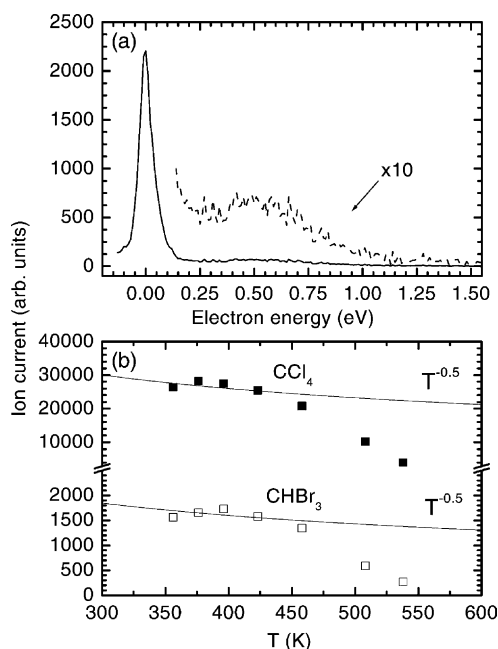 (a)
2500
2000
1500
1000
500
0
x10
0.00 0.25 0.50 0.75 1.00 1.25 1.50
Electron energy (eV)
Ion current (arb. units)
(b)
40000
30000
20000
10000
2000
1500
1000
500
0
CCl4
T-0.5
CHBr3
T-0.5
300 350 400 450 500 550 600
T (K)